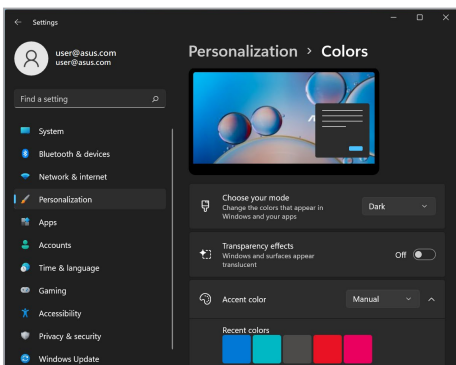 Settings
user@asus.com
user@asus.com
Find a setting
System
Bluetooth & devices
Network & internet
Personalization
Apps
Accounts
Time & language
Gaming
Accessibility
Privacy & security
Windows Update
Personalization > Colors
Choose your mode
Change the colors that appear in
Windows and your apps
Dark
Transparency effects
Windows and surfaces appear
translucent
Off
Accent color
Manual
Recent colors